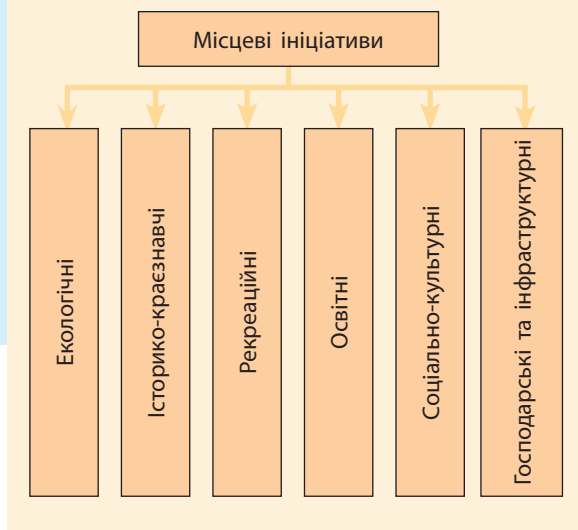 Місцеві ініціативи
Екологічні
Історико-краєзнавчі
Рекреаційні
Освітні
Соціально-культурні
Господарські та інфраструктурні